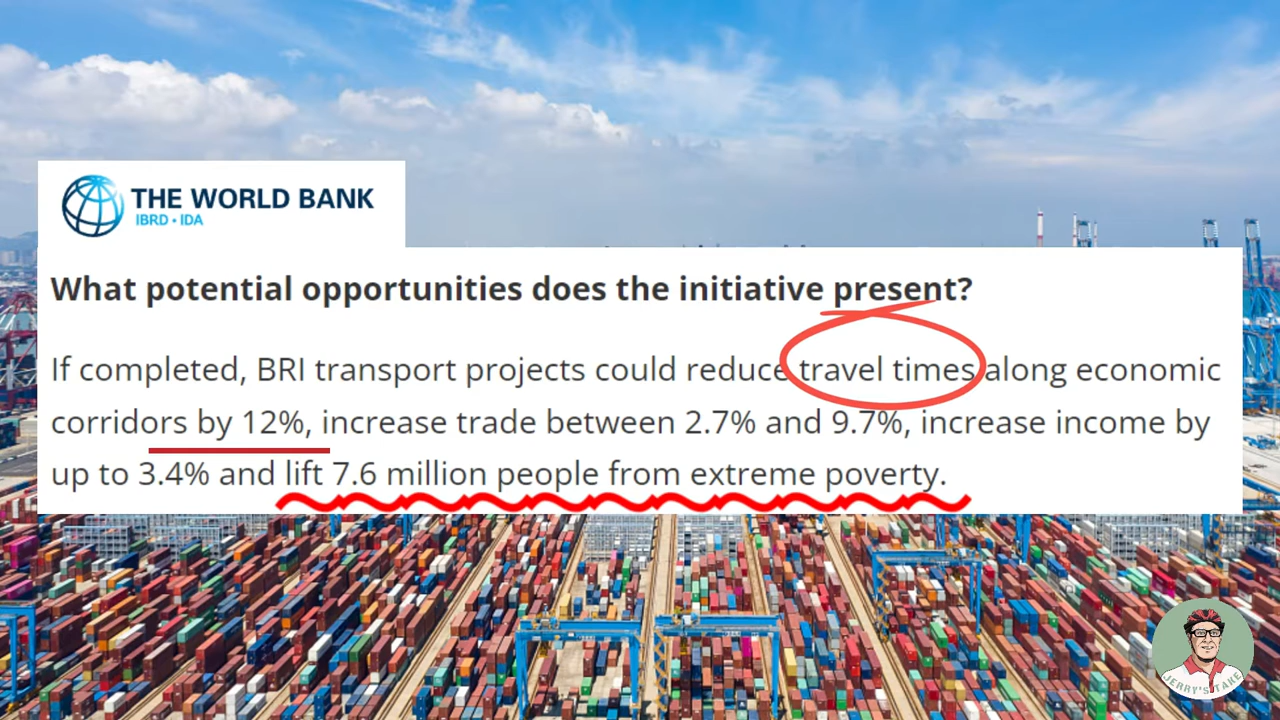 THE WORLD BANK
IBRD • IDA
What potential opportunities does the initiative present?
If completed, BRI transport projects could reduce travel times along economic
corridors by 12%, increase trade between 2.7% and 9.7%, increase income by
up to 3.4% and lift 7.6 million people from extreme poverty.
JERRY'S TAKE